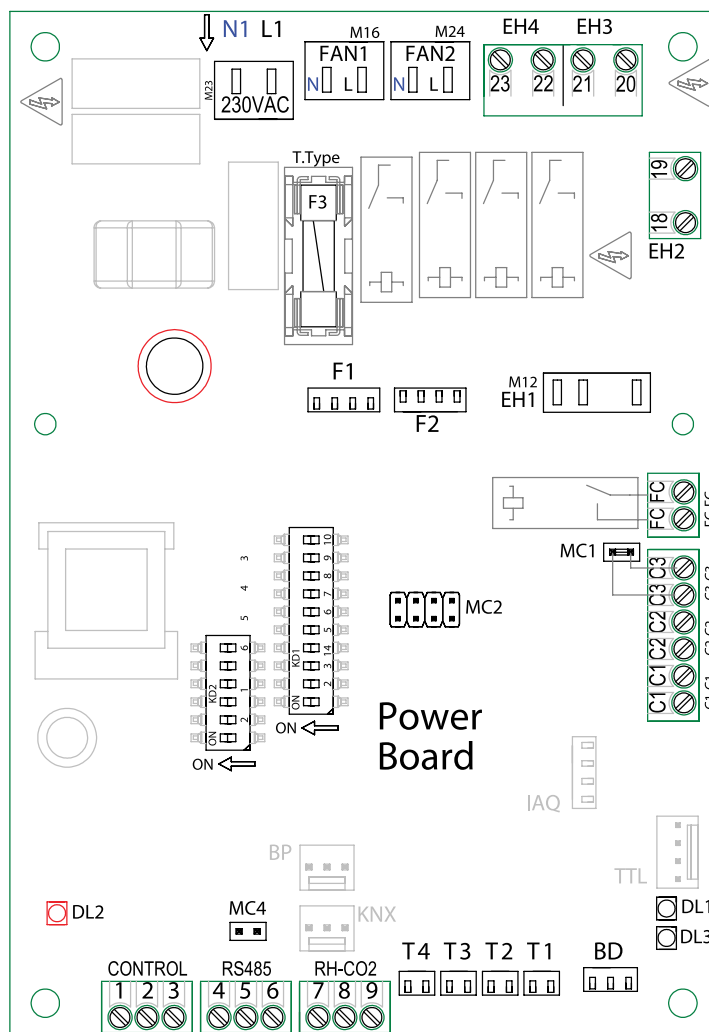 N1 L1
M16
M24
EH4 EH3
FAN1
FAN2
M23
N L
N L
230VAC
23 22 21 20
T.Type
F3
19
18
EH2
F1
M12
EH1
F2
FC
FC
MC1
C3
C3
C2
C2
C1
C1
MC2
3
4
5
10
9
8
7
6
5
14
3
2
ON
KD1
6
1
2
ON
KD2
ON
ON
Power
Board
IAQ
BP
TTL
KNX
DL2
MC4
DL1
DL3
T4 T3 T2 T1 BD
CONTROL RS485 RH-CO2
1 2 3 4 5 6 7 8 9